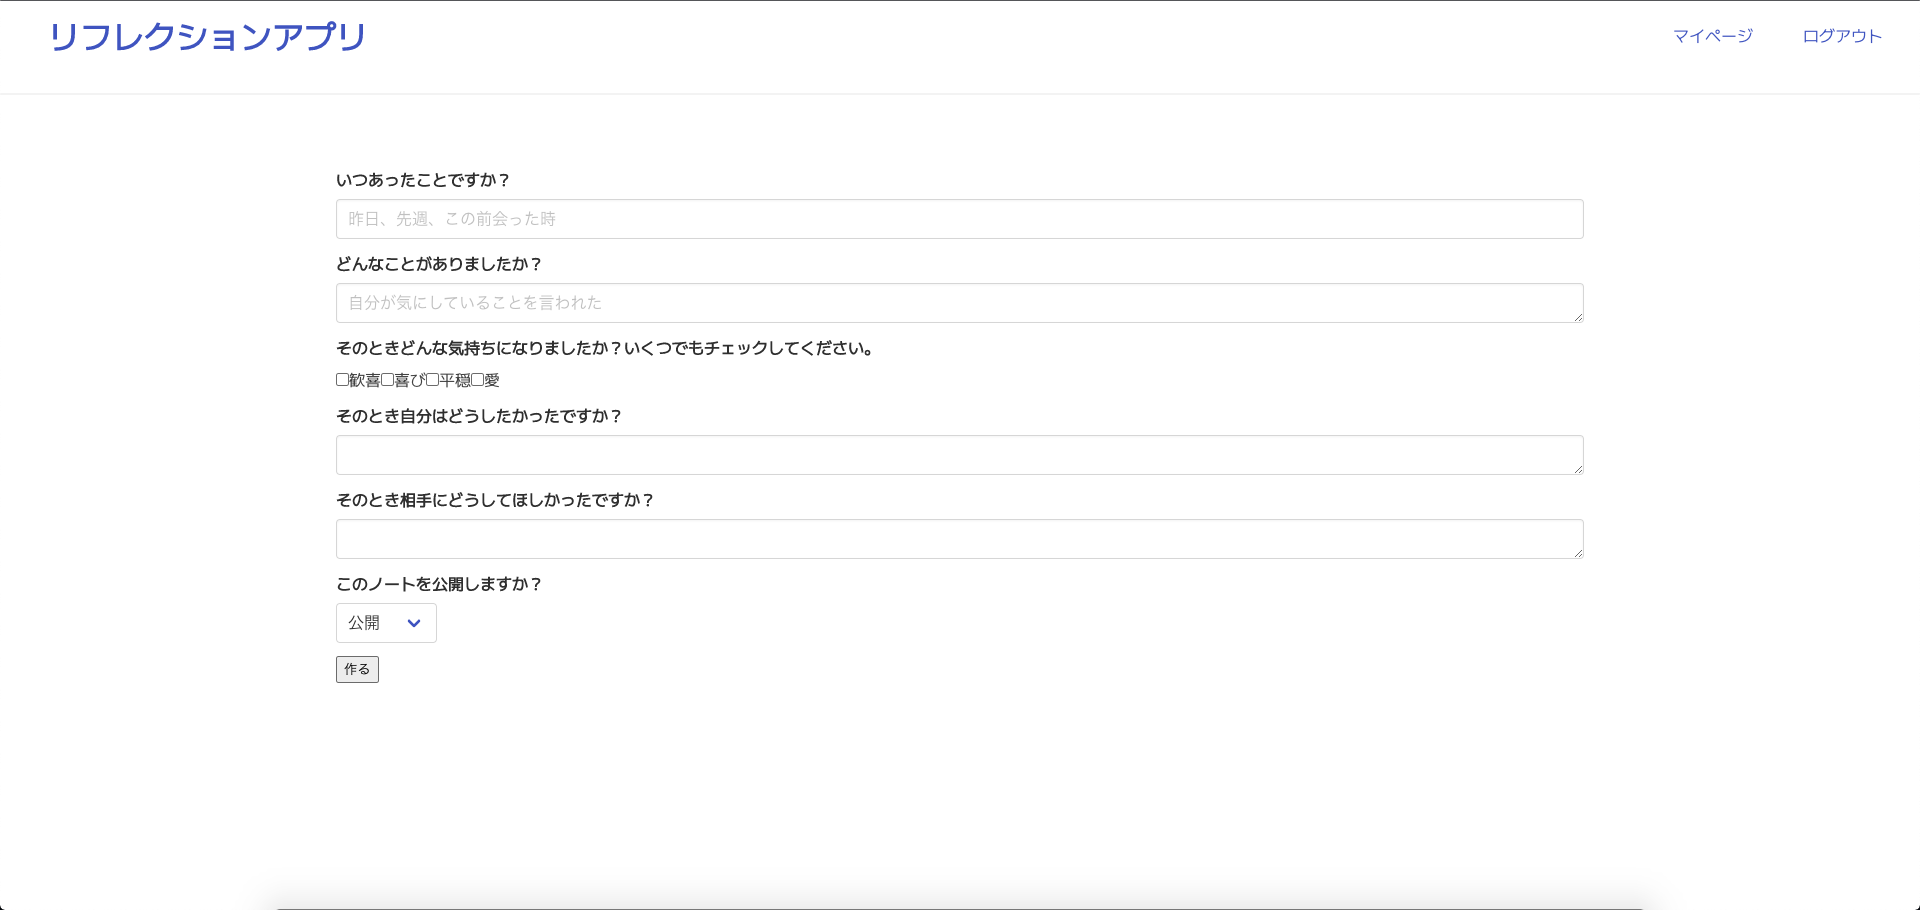 リフレクションアプリ
マイページ ログアウト
いつあったことですか？
昨日、先週、この前会った時
どんなことがありましたか？
自分が気にしていることを言われた
そのときどんな気持ちになりましたか？いくつでもチェックしてください。
歓喜 喜び 平穏 愛
そのとき自分はどうしたかったですか？
そのとき相手にどうしてほしかったですか？
このノートを公開しますか？
公開
作る